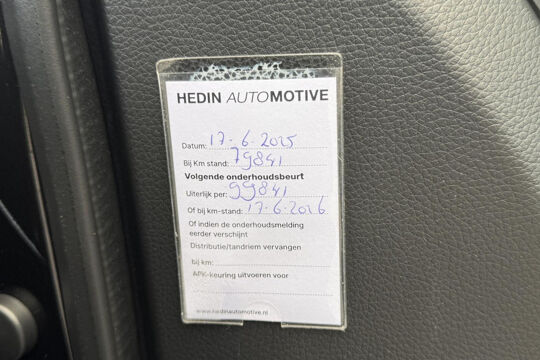 HEDIN AUTOMOTIVE
Datum: 17-6-2025
Bij Km stand: 79841
Volgende onderhoudsbeurt
Uiterlijk per: 99841
Of bij km-stand: 17-6-2026
Of indien de onderhoudsmelding
eerder verschijnt
Distributie/tandriem vervangen
bij km:
APK-keuring uitvoeren voor
www.hedinautomotive.nl